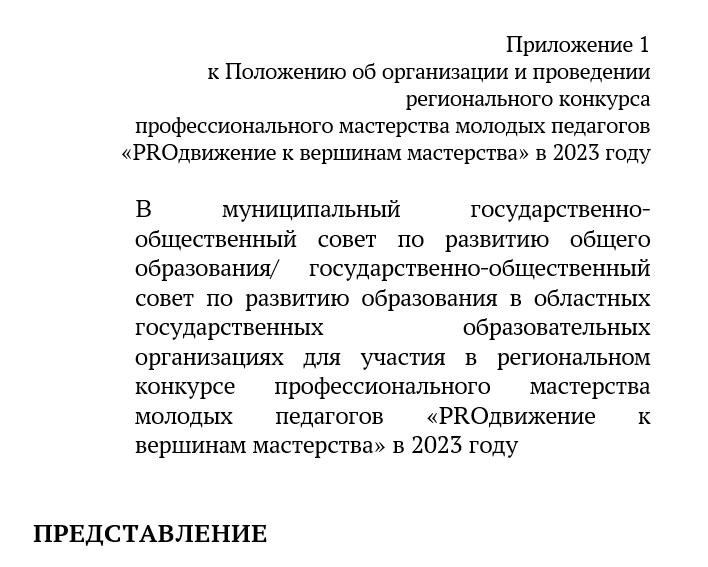 Приложение 1
к Положению об организации и проведении
регионального конкурса
профессионального мастерства молодых педагогов
«PROдвижение к вершинам мастерства» в 2023 году
В муниципальный государственно-
общественный совет по развитию общего
образования/ государственно-общественный
совет по развитию образования в областных
государственных образовательных
организациях для участия в региональном
конкурсе профессионального мастерства
молодых педагогов «PROдвижение к
вершинам мастерства» в 2023 году
ПРЕДСТАВЛЕНИЕ